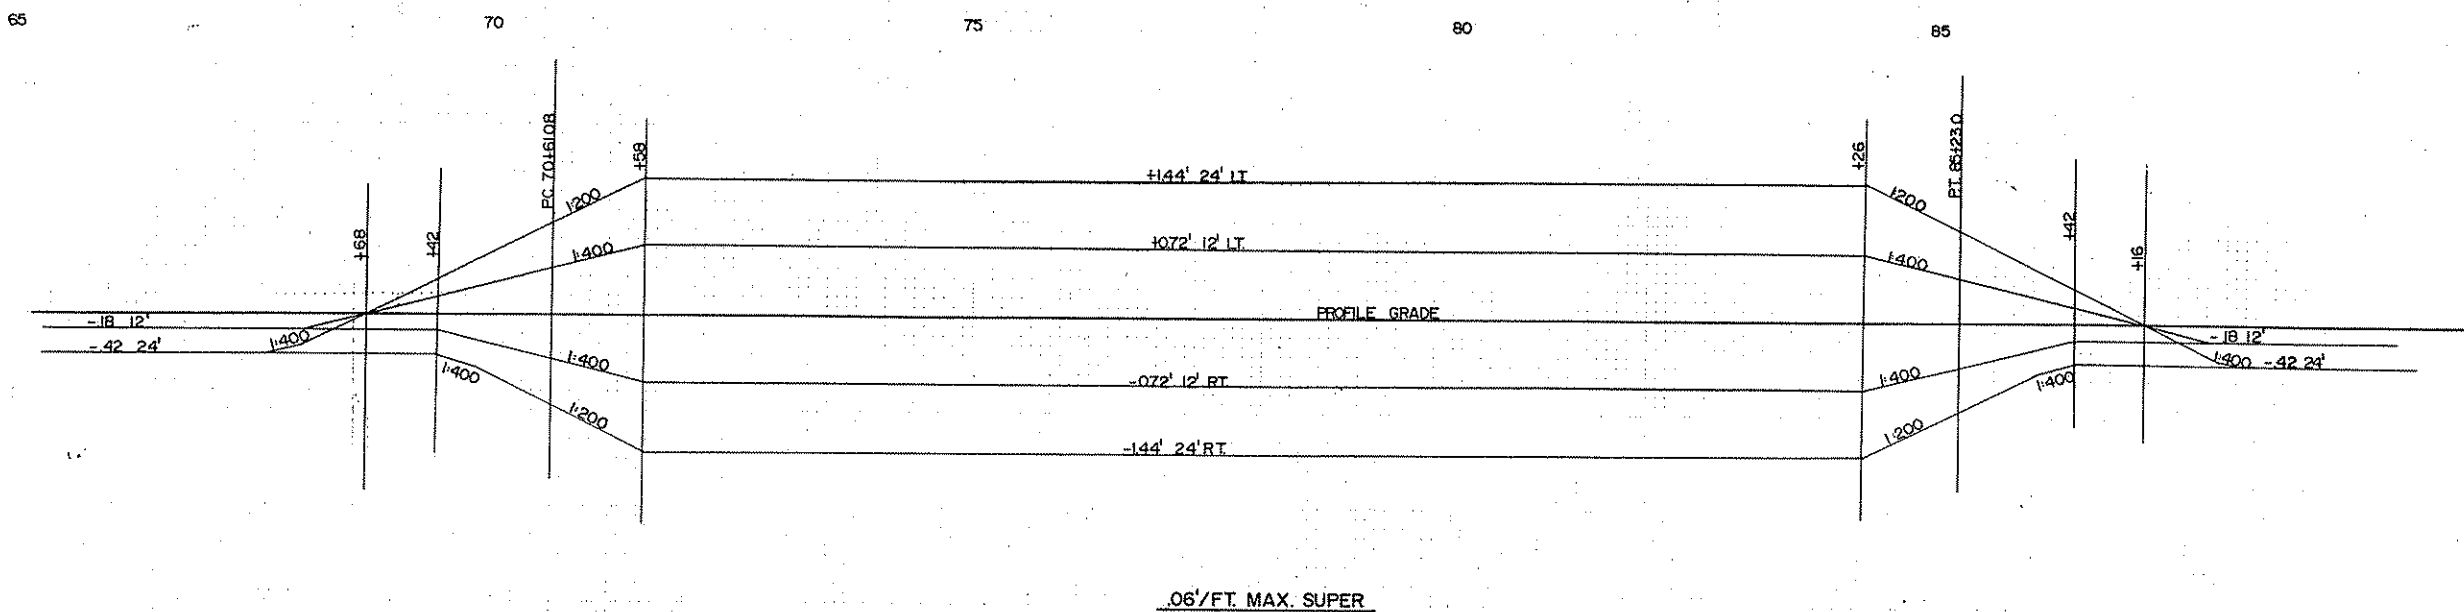 65 70 75 80 85
PC 70+61.08
+58
+26
P.T. 85+23.0
+68
+42
+42
+16
1:200
+1.44' 24' LT.
1:200
1:400
+0.72' 12' LT.
1:400
PROFILE GRADE
-.18 12'
-.18 12'
1:400
-.42 24'
1:400 -.42 24'
1:400
1:400
-0.72' 12' RT.
1:400
1:400
1:200
-1.44' 24' RT.
1:200
.06'/FT. MAX. SUPER